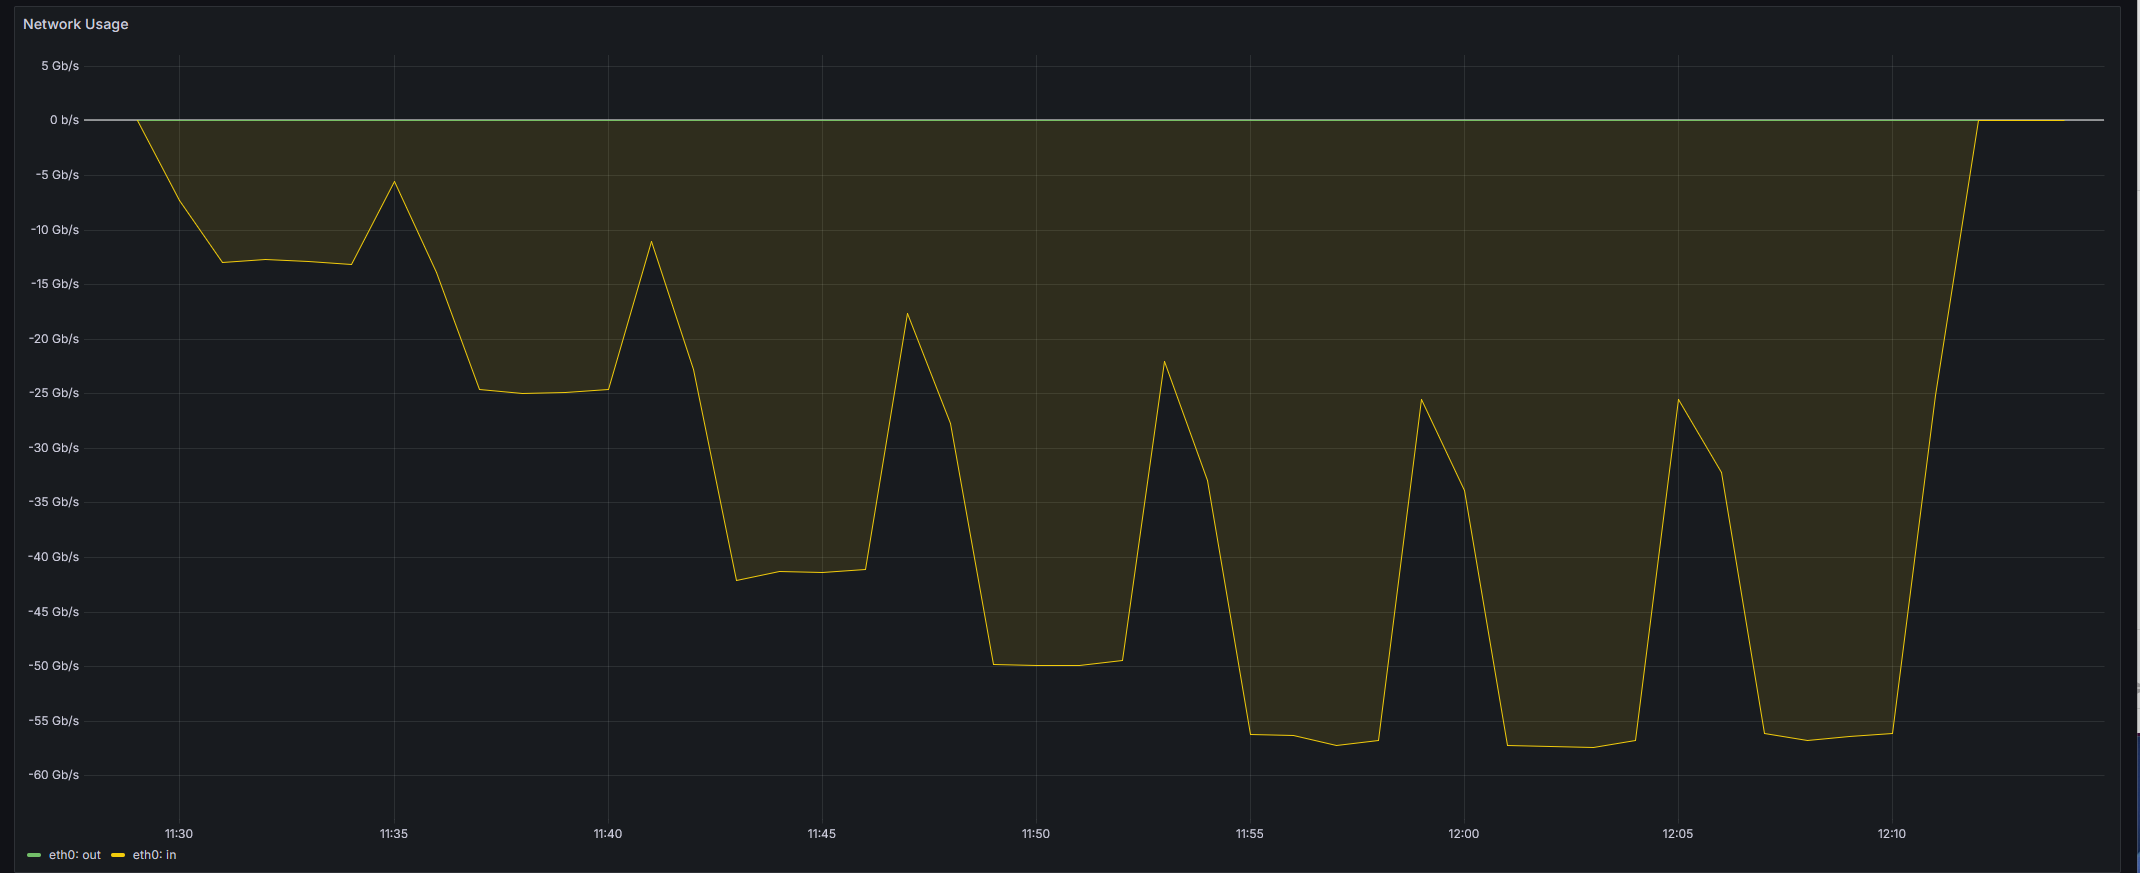 Network Usage
5 Gb/s
0 b/s
-5 Gb/s
-10 Gb/s
-15 Gb/s
-20 Gb/s
-25 Gb/s
-30 Gb/s
-35 Gb/s
-40 Gb/s
-45 Gb/s
-50 Gb/s
-55 Gb/s
-60 Gb/s
11:30 11:35 11:40 11:45 11:50 11:55 12:00 12:05 12:10
eth0: out eth0: in